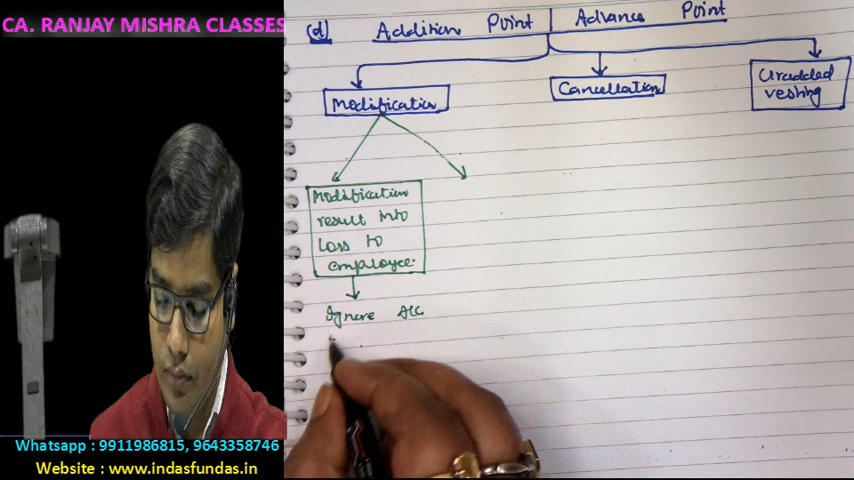 CA. RANJAY MISHRA CLASSES
(d) Addition Point | Advance Point
Modification
Cancellation
Graded
vesting
Modification
result into
loss to
employee.
Ignore
Whatsapp : 9911986815, 9643358746
Website : www.indasfundas.in